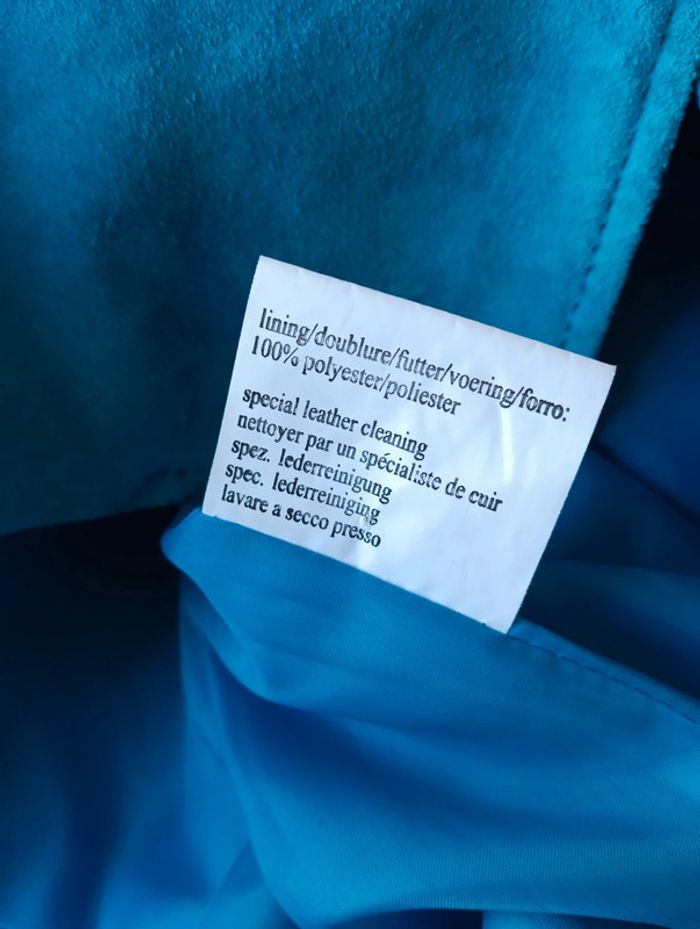 lining/doublure/futter/voering/forro:
100% polyester/poliester
special leather cleaning
nettoyer par un spécialiste de cuir
spez. lederreinigung
spec. lederreiniging
lavare a secco presso